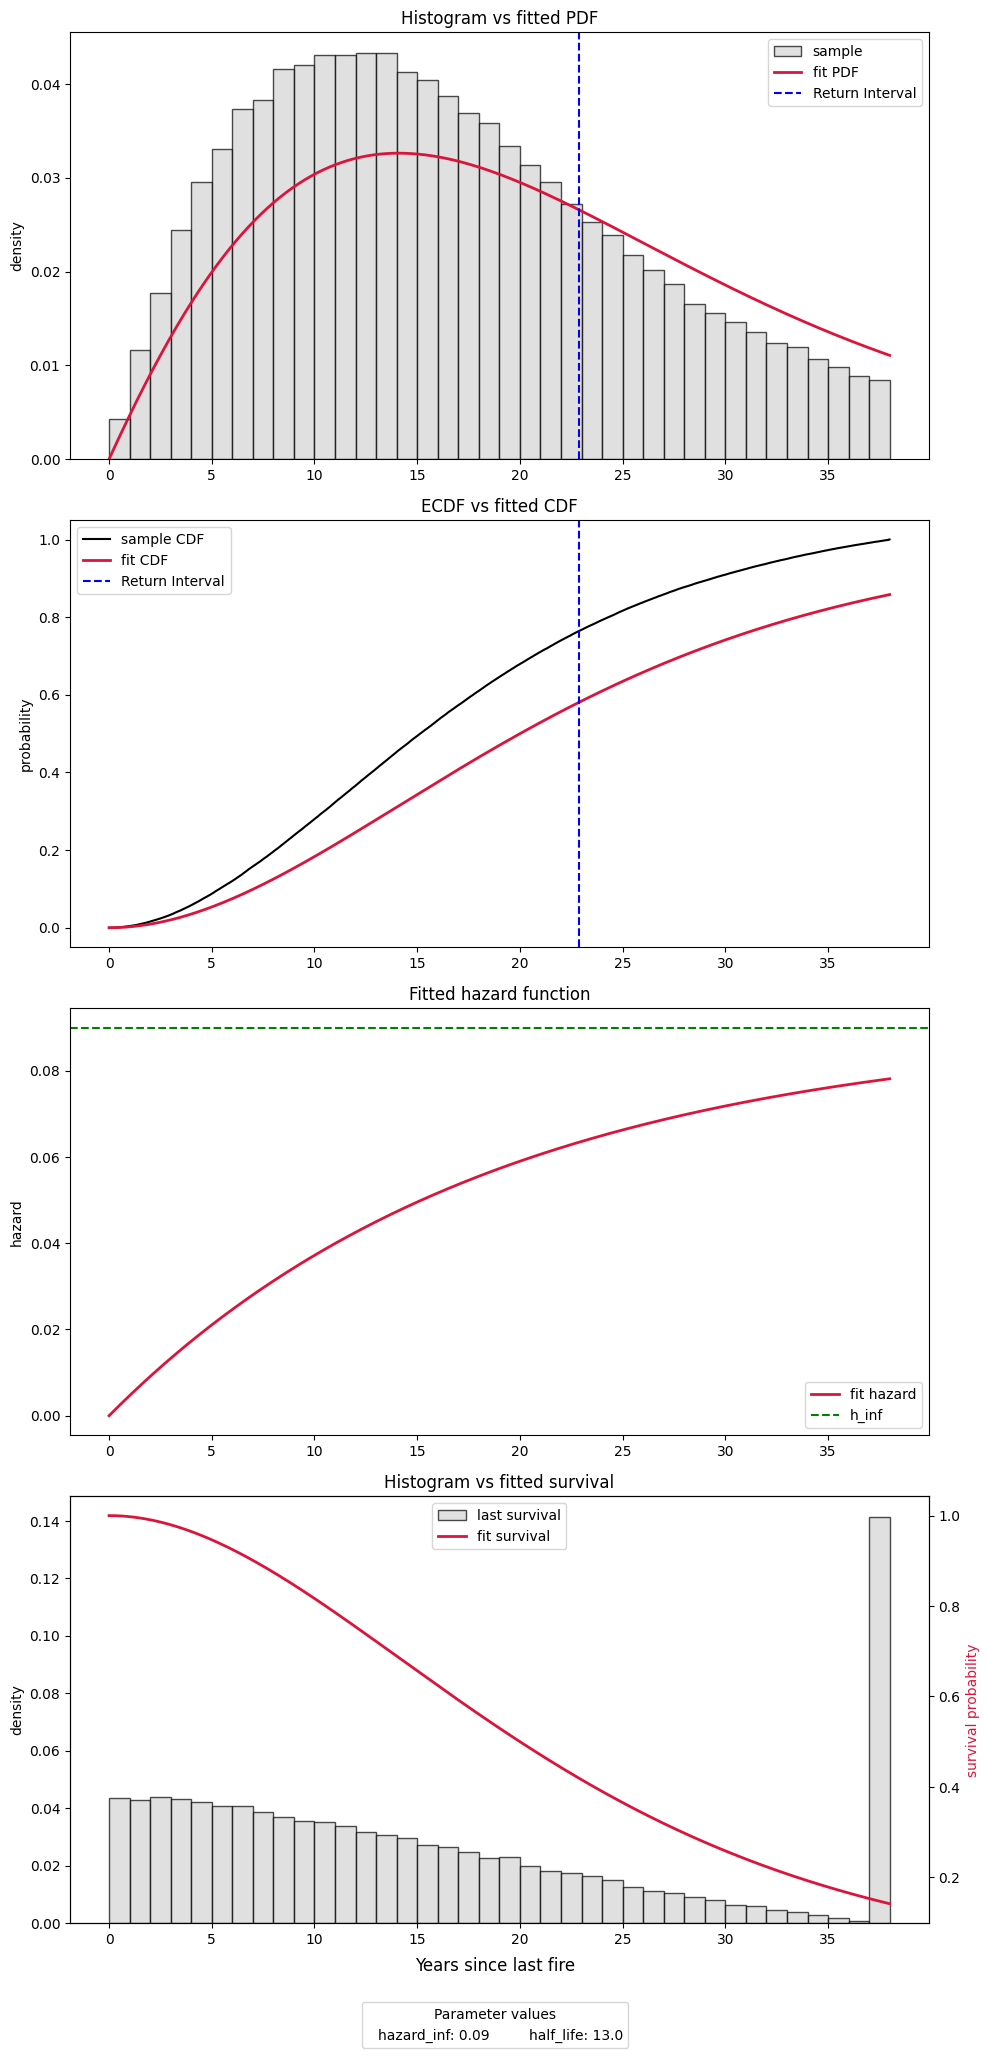 Histogram vs fitted PDF
sample
fit PDF
Return Interval
density
0.04
0.03
0.02
0.01
0.00
0 5 10 15 20 25 30 35
ECDF vs fitted CDF
sample CDF
fit CDF
Return Interval
probability
1.0
0.8
0.6
0.4
0.2
0.0
0 5 10 15 20 25 30 35
Fitted hazard function
hazard
0.08
0.06
0.04
0.02
0.00
fit hazard
h_inf
0 5 10 15 20 25 30 35
Histogram vs fitted survival
last survival
fit survival
density
0.14
0.12
0.10
0.08
0.06
0.04
0.02
0.00
1.0
0.8
0.6
0.4
0.2
survival probability
0 5 10 15 20 25 30 35
Years since last fire
Parameter values
hazard_inf: 0.09 half_life: 13.0